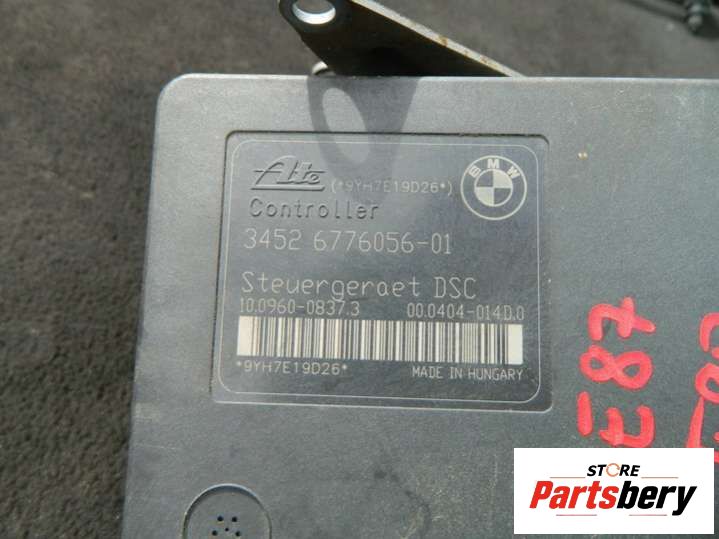 Ate (*9YH7E19D26*)
BMW
Controller
3452 6776056-01
Steuergeraet DSC
10.0960-0837.3 00.0404-014D.0
*9YH7E19D26* MADE IN HUNGARY
E87
STORE
Partsbery